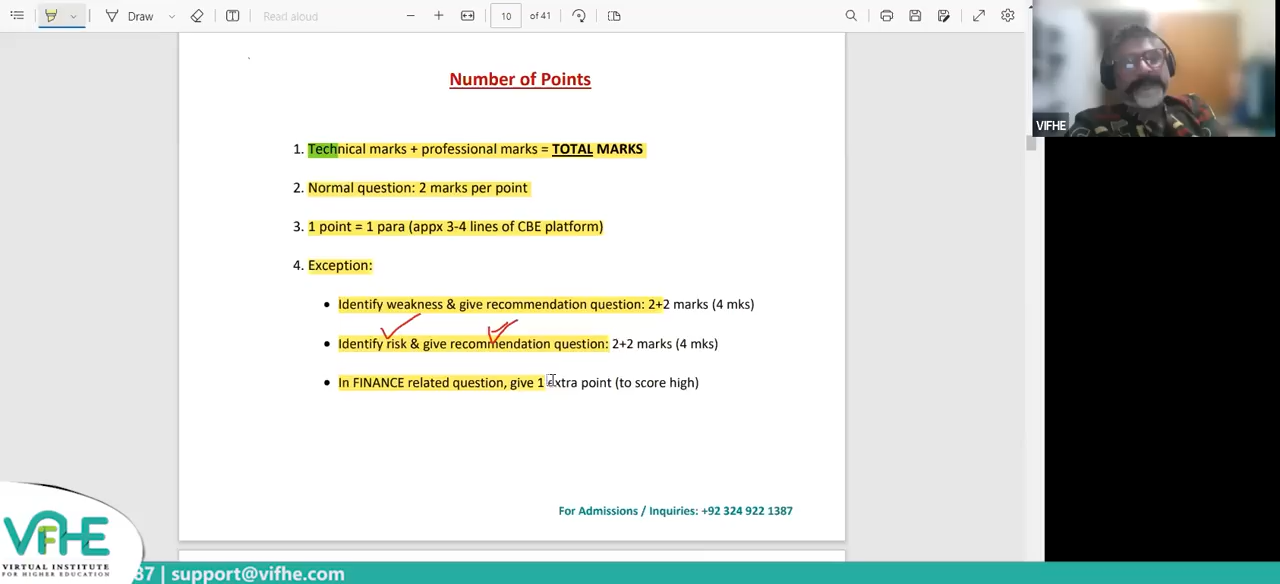 Draw
Read aloud
10
of 41
VIFHE
Number of Points
1. Technical marks + professional marks = TOTAL MARKS
2. Normal question: 2 marks per point
3. 1 point = 1 para (appx 3-4 lines of CBE platform)
4. Exception:
• Identify weakness & give recommendation question: 2+2 marks (4 mks)
• Identify risk & give recommendation question: 2+2 marks (4 mks)
• In FINANCE related question, give 1 extra point (to score high)
For Admissions / Inquiries: +92 324 922 1387
VIFHE
VIRTUAL INSTITUTE
FOR HIGHER EDUCATION
37 | support@vifhe.com